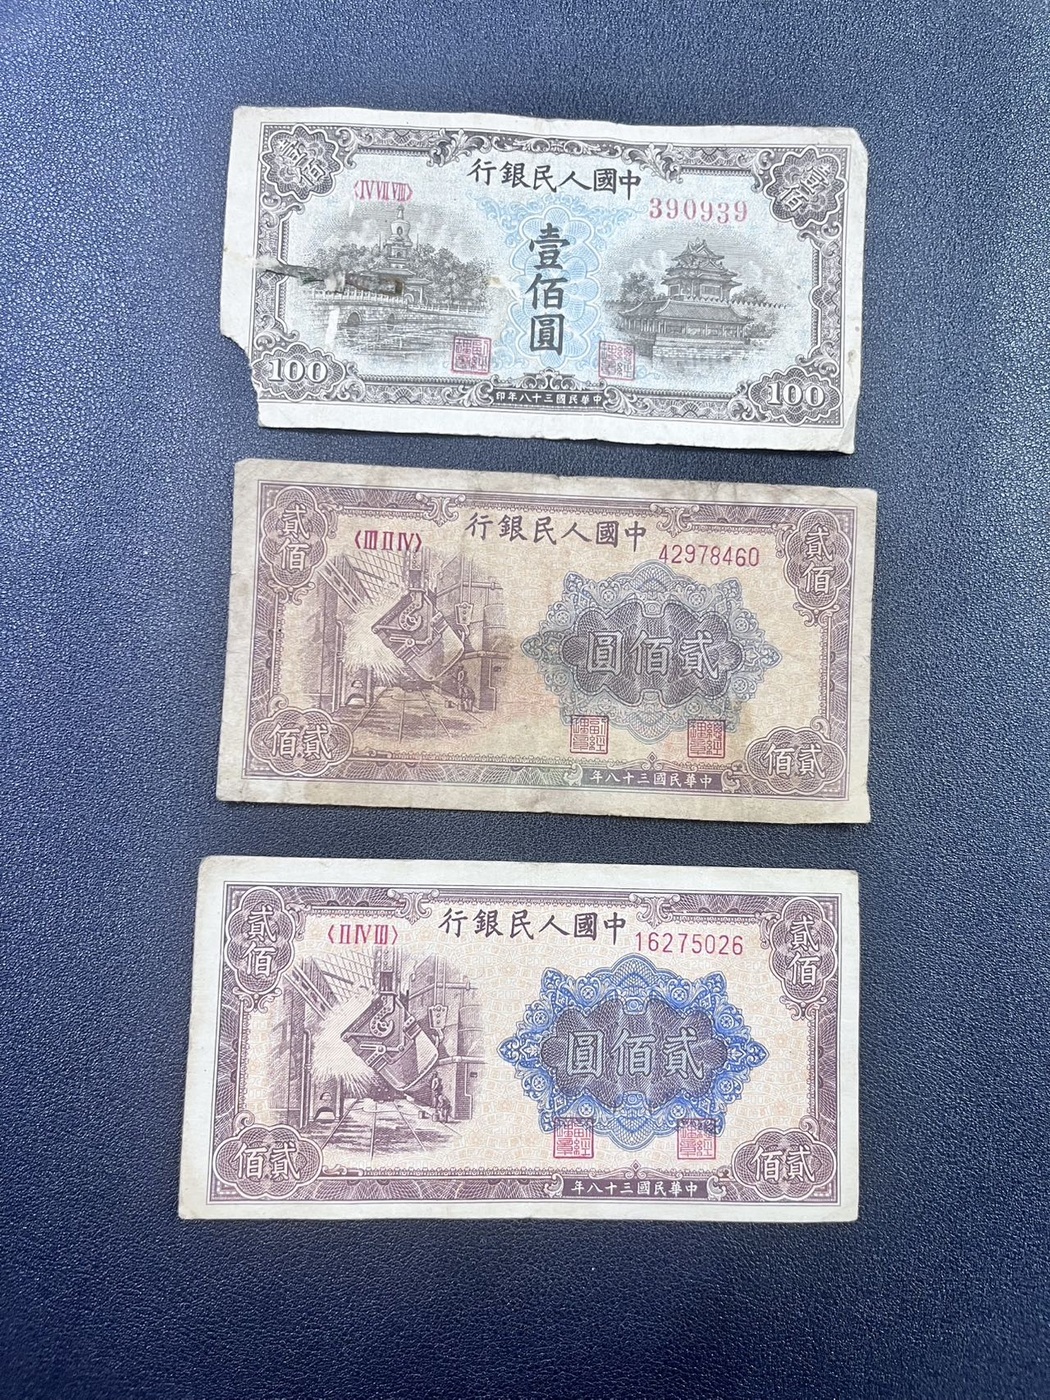 壹佰
中國人民銀行
壹佰
〈IV VII VIII〉
390939
壹佰圓
100
中華民國三十八年印
100
貳佰
中國人民銀行
貳佰
〈III II IV〉
42978460
貳佰圓
貳佰
中華民國三十八年
貳佰
貳佰
中國人民銀行
貳佰
〈II IV III〉
16275026
貳佰圓
貳佰
中華民國三十八年
貳佰